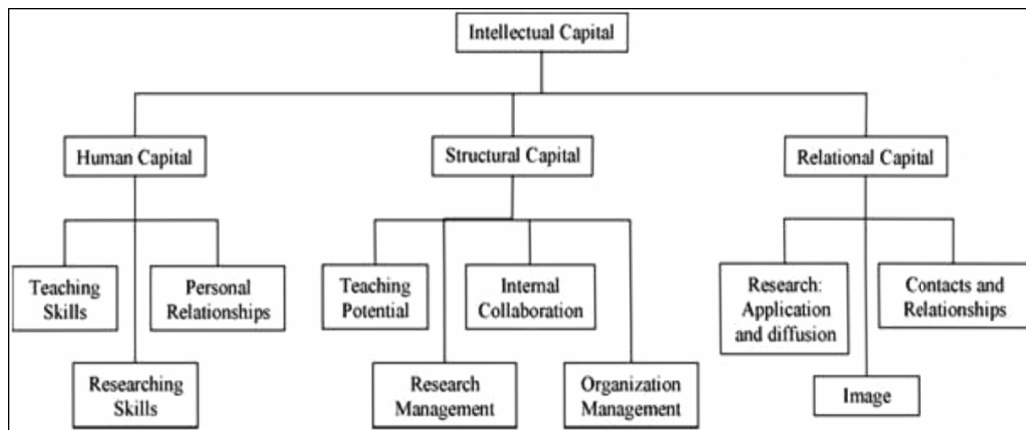 Intellectual Capital
Human Capital
Structural Capital
Relational Capital
Teaching
Skills
Personal
Relationships
Teaching
Potential
Internal
Collaboration
Research:
Application
and diffusion
Contacts and
Relationships
Researching
Skills
Research
Management
Organization
Management
Image